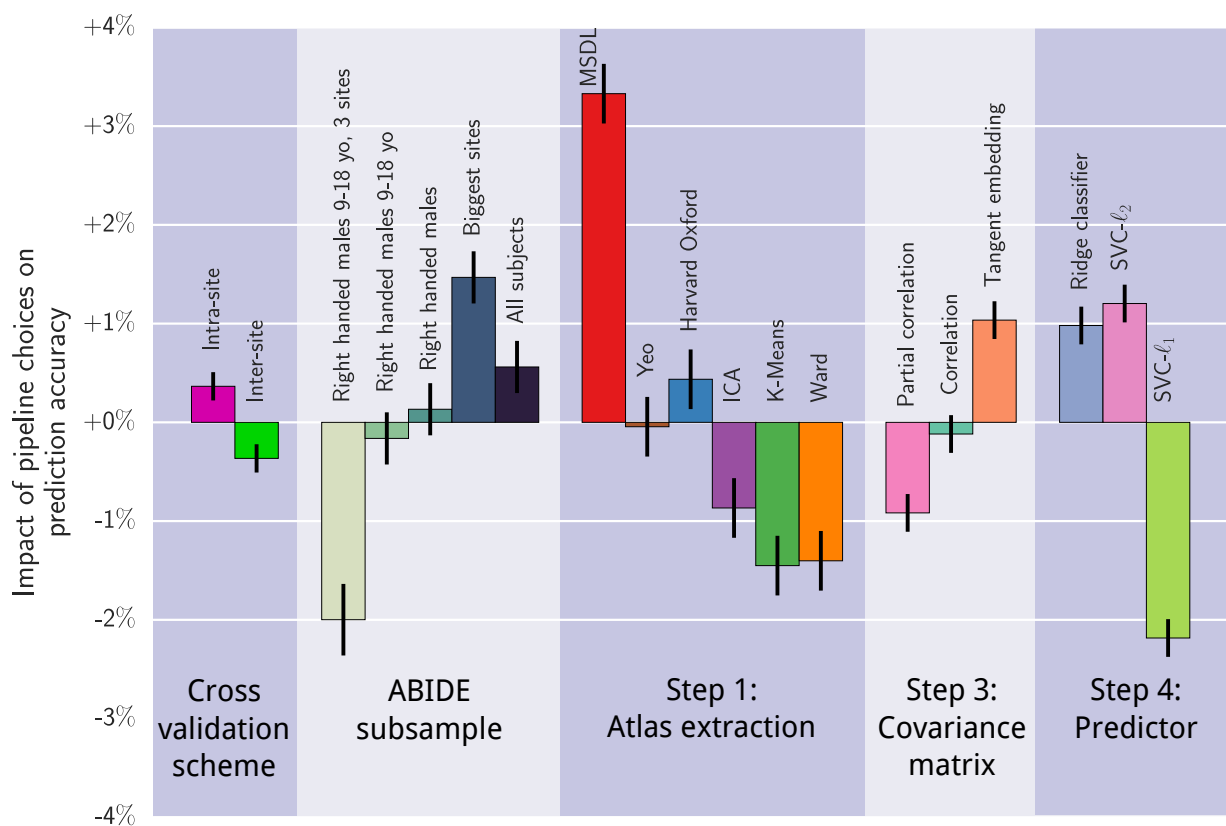 Impact of pipeline choices on
prediction accuracy
+4%
+3%
+2%
+1%
+0%
-1%
-2%
-3%
-4%
Intra-site
Inter-site
Right handed males 9-18 yo, 3 sites
Right handed males 9-18 yo
Right handed males
Biggest sites
All subjects
MSDL
Yeo
Harvard Oxford
ICA
K-Means
Ward
Partial correlation
Correlation
Tangent embedding
Ridge classifier
SVC-ℓ₂
SVC-ℓ₁
Cross
validation
scheme
ABIDE
subsample
Step 1:
Atlas extraction
Step 3:
Covariance
matrix
Step 4:
Predictor